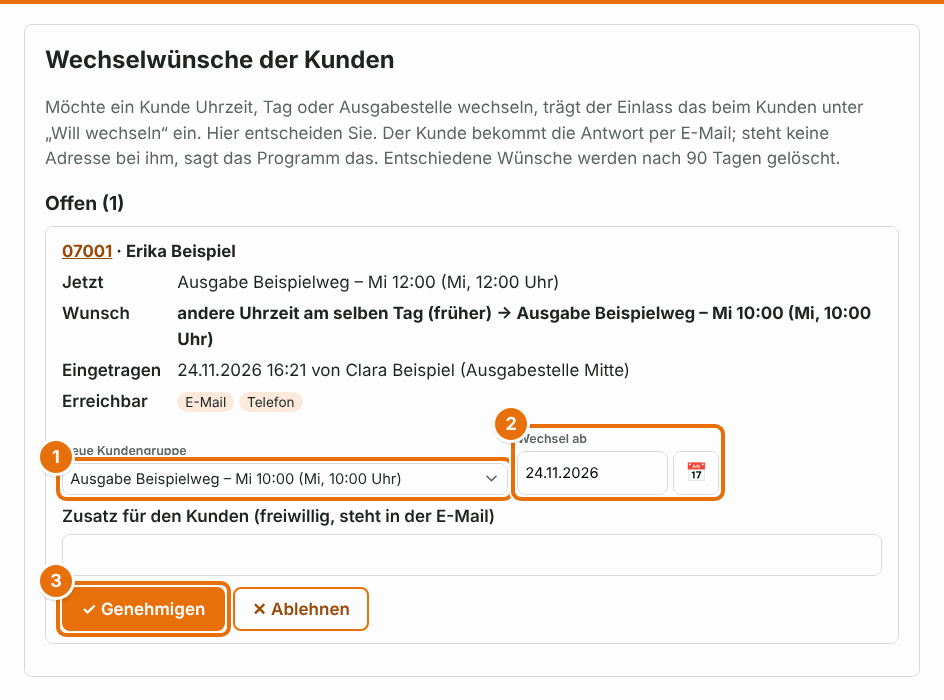 Wechselwünsche der Kunden
Möchte ein Kunde Uhrzeit, Tag oder Ausgabestelle wechseln, trägt der Einlass das beim Kunden unter
„Will wechseln“ ein. Hier entscheiden Sie. Der Kunde bekommt die Antwort per E-Mail; steht keine
Adresse bei ihm, sagt das Programm das. Entschiedene Wünsche werden nach 90 Tagen gelöscht.
Offen (1)
07001 · Erika Beispiel
Jetzt Ausgabe Beispielweg – Mi 12:00 (Mi, 12:00 Uhr)
Wunsch andere Uhrzeit am selben Tag (früher) → Ausgabe Beispielweg – Mi 10:00 (Mi, 10:00
Uhr)
Eingetragen 24.11.2026 16:21 von Clara Beispiel (Ausgabestelle Mitte)
Erreichbar E-Mail Telefon
1 eue Kundengruppe
2 Wechsel ab
Ausgabe Beispielweg – Mi 10:00 (Mi, 10:00 Uhr)
24.11.2026
Zusatz für den Kunden (freiwillig, steht in der E-Mail)
3
✓ Genehmigen ✕ Ablehnen